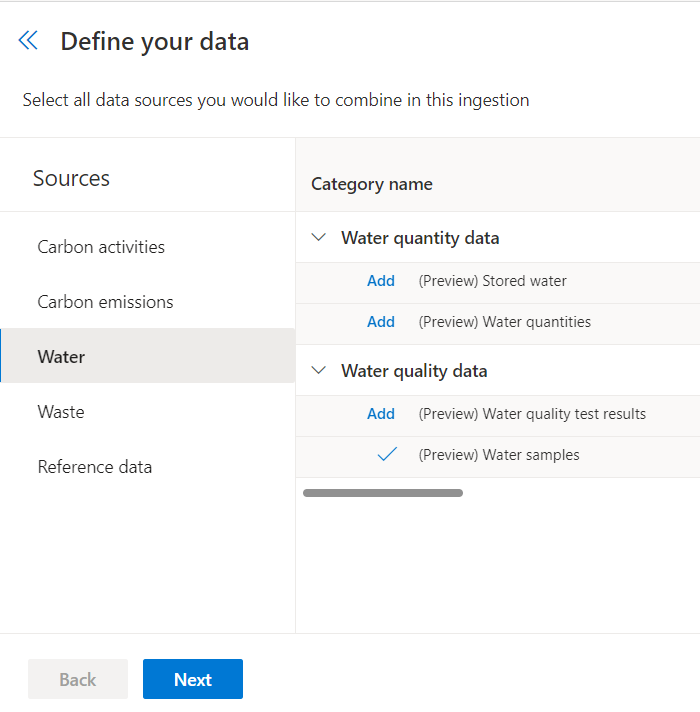 Define your data
Select all data sources you would like to combine in this ingestion
Sources
Carbon activities
Carbon emissions
Water
Waste
Reference data
Category name
Water quantity data
Add (Preview) Stored water
Add (Preview) Water quantities
Water quality data
Add (Preview) Water quality test results
(Preview) Water samples
Back Next